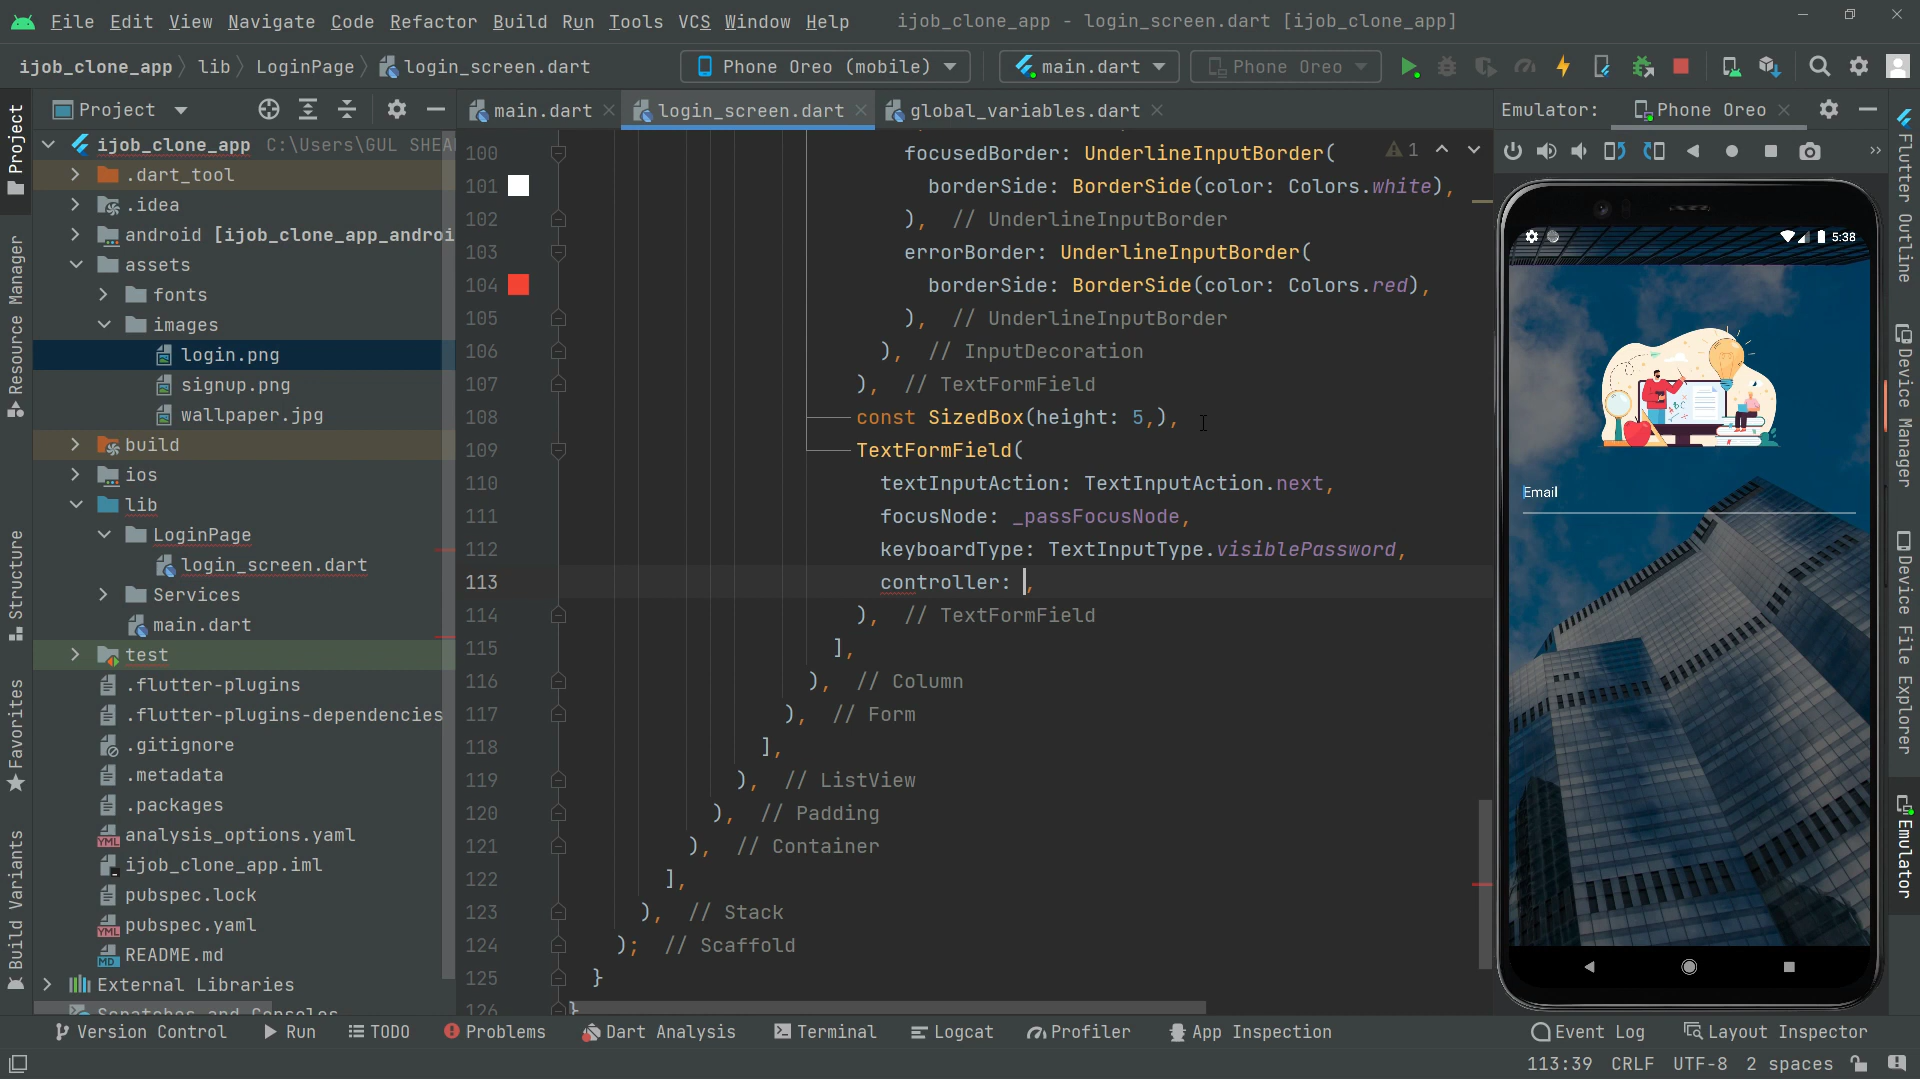 File Edit View Navigate Code Refactor Build Run Tools VCS Window Help ijob_clone_app - login_screen.dart [ijob_clone_app]
ijob_clone_app lib LoginPage login_screen.dart Phone Oreo (mobile) main.dart Phone Oreo
Project main.dart login_screen.dart global_variables.dart Emulator: Phone Oreo
ijob_clone_app C:\Users\GUL SHEA
.dart_tool
.idea
android [ijob_clone_app_androi
assets
fonts
images
login.png
signup.png
wallpaper.jpg
build
ios
lib
LoginPage
login_screen.dart
Services
main.dart
test
.flutter-plugins
.flutter-plugins-dependencies
.gitignore
.metadata
.packages
analysis_options.yaml
ijob_clone_app.iml
pubspec.lock
pubspec.yaml
README.md
External Libraries
Scratches and Consoles
Project
Resource Manager
Structure
Favorites
Build Variants
100 focusedBorder: UnderlineInputBorder( 1
101 borderSide: BorderSide(color: Colors.white),
102 ), // UnderlineInputBorder
103 errorBorder: UnderlineInputBorder(
104 borderSide: BorderSide(color: Colors.red),
105 ), // UnderlineInputBorder
106 ), // InputDecoration
107 ), // TextFormField
108 const SizedBox(height: 5,),
109 TextFormField(
110 textInputAction: TextInputAction.next,
111 focusNode: _passFocusNode,
112 keyboardType: TextInputType.visiblePassword,
113 controller: ,
114 ), // TextFormField
115 ],
116 ), // Column
117 ), // Form
118 ],
119 ), // ListView
120 ), // Padding
121 ), // Container
122 ],
123 ), // Stack
124 ); // Scaffold
125 }
126 }
5:38
Email
Flutter Outline
Device Manager
Device File Explorer
Emulator
Version Control Run TODO Problems Dart Analysis Terminal Logcat Profiler App Inspection Event Log Layout Inspector
113:39 CRLF UTF-8 2 spaces